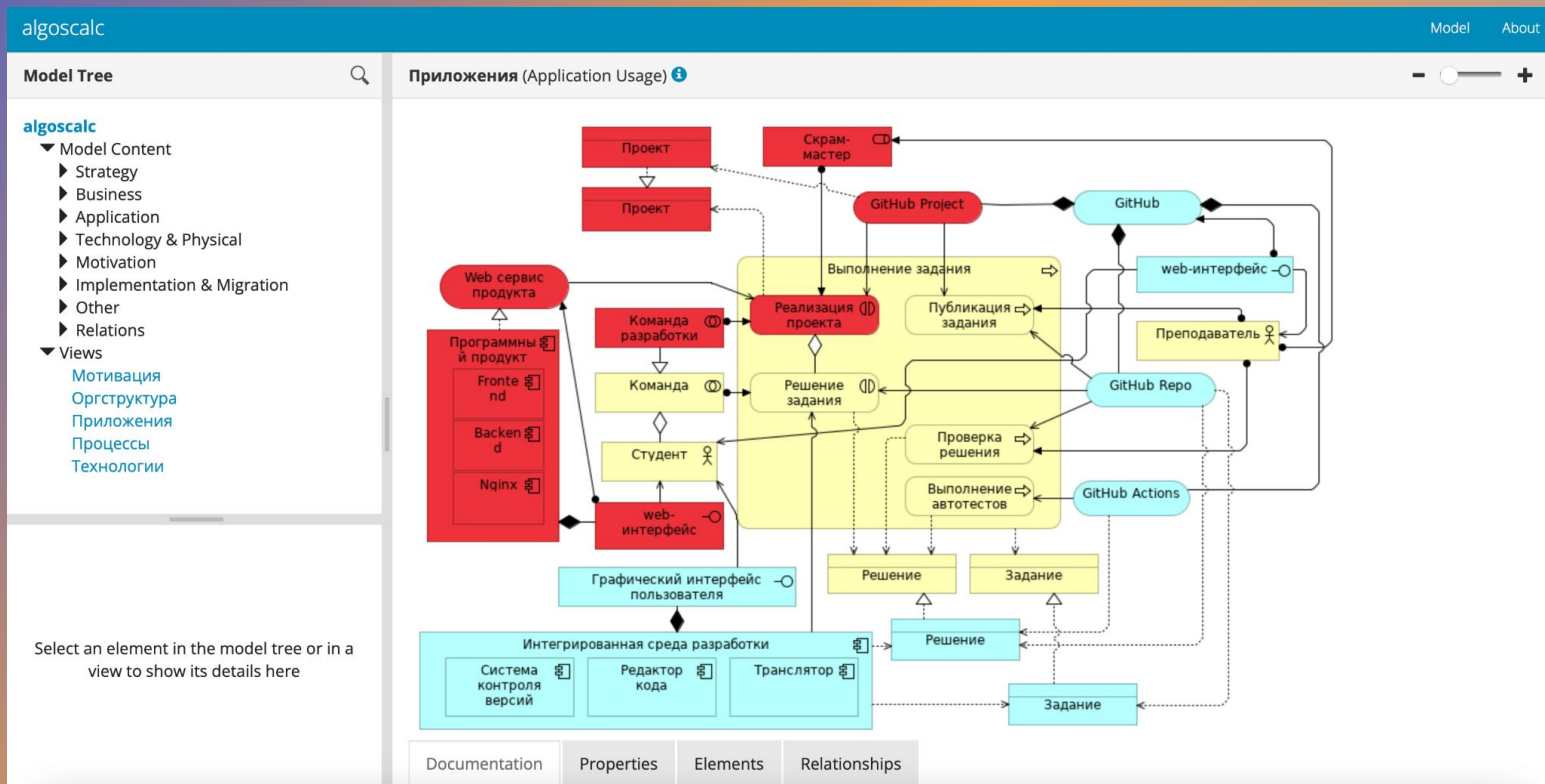 algoscalc
Model
About
Model Tree
Приложения (Application Usage)
algoscalc
Model Content
Strategy
Business
Application
Technology & Physical
Motivation
Implementation & Migration
Other
Relations
Views
Мотивация
Оргструктура
Приложения
Процессы
Технологии
Select an element in the model tree or in a
view to show its details here
Проект
Скрам-
мастер
Проект
GitHub Project
GitHub
Выполнение задания
web-интерфейс
Web сервис
продукта
Реализация
проекта
Публикация
задания
Команда
разработки
Преподаватель
Программны
й продукт
Fronte
nd
Backen
d
Nginx
Команда
Решение
задания
GitHub Repo
Студент
Проверка
решения
Выполнение
автотестов
GitHub Actions
web-
интерфейс
Решение
Задание
Графический интерфейс
пользователя
Интегрированная среда разработки
Система
контроля
версий
Редактор
кода
Транслятор
Решение
Задание
Documentation
Properties
Elements
Relationships